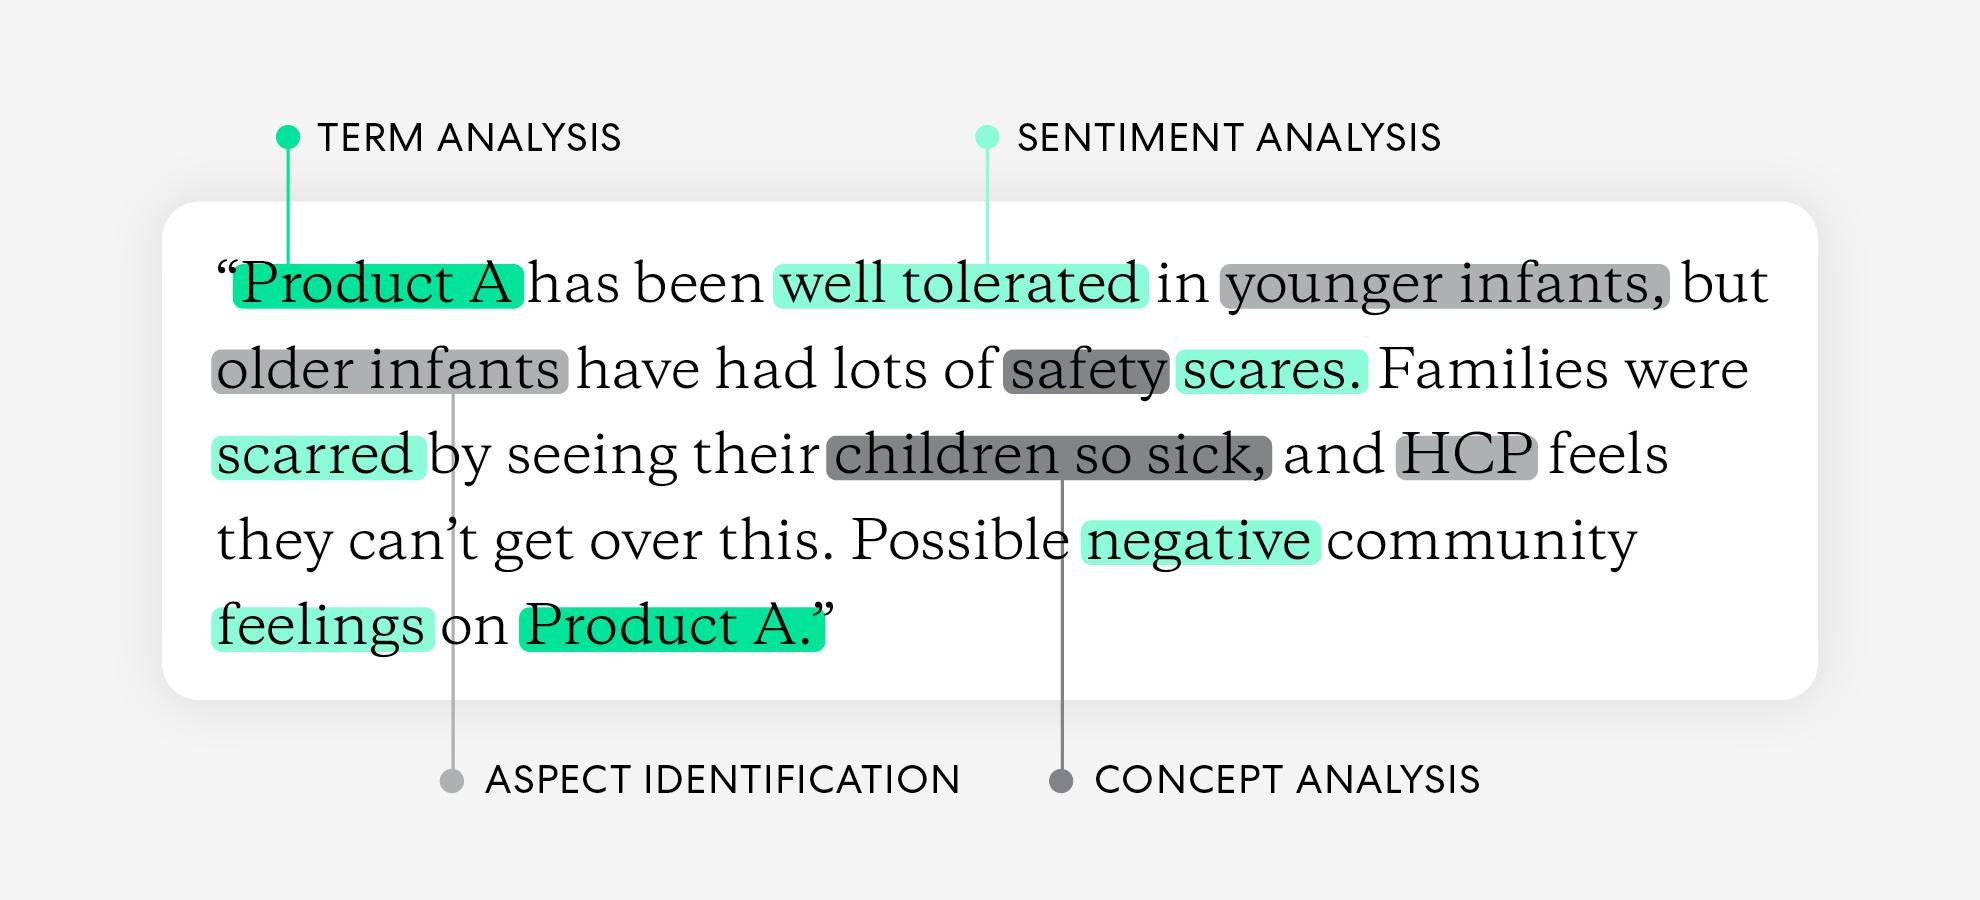 TERM ANALYSIS
SENTIMENT ANALYSIS
“Product A has been well tolerated in younger infants, but
older infants have had lots of safety scares. Families were
scarred by seeing their children so sick, and HCP feels
they can’t get over this. Possible negative community
feelings on Product A.”
ASPECT IDENTIFICATION
CONCEPT ANALYSIS